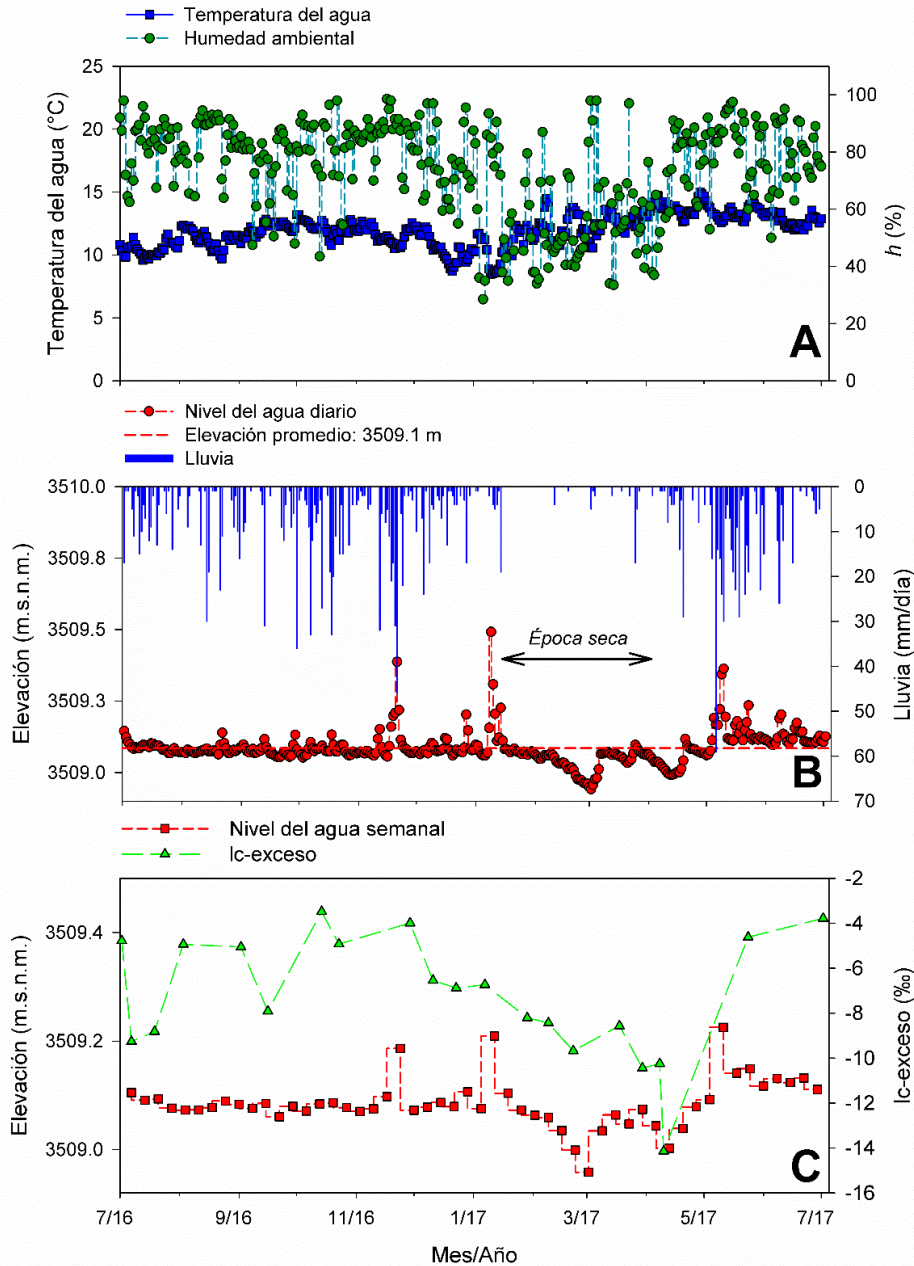 Temperatura del agua
Humedad ambiental
25
20
15
10
5
0
Temperatura del agua (°C)
100
80
60
40
20
0
h (%)
A
Nivel del agua diario
Elevación promedio: 3509.1 m
Lluvia
3510.0
3509.8
3509.5
3509.3
3509.0
Elevación (m.s.n.m.)
Época seca
0
10
20
30
40
50
60
70
Lluvia (mm/día)
B
Nivel del agua semanal
lc-exceso
3509.4
3509.2
3509.0
Elevación (m.s.n.m.)
-2
-4
-6
-8
-10
-12
-14
-16
lc-exceso (‰)
C
7/16 9/16 11/16 1/17 3/17 5/17 7/17
Mes/Año